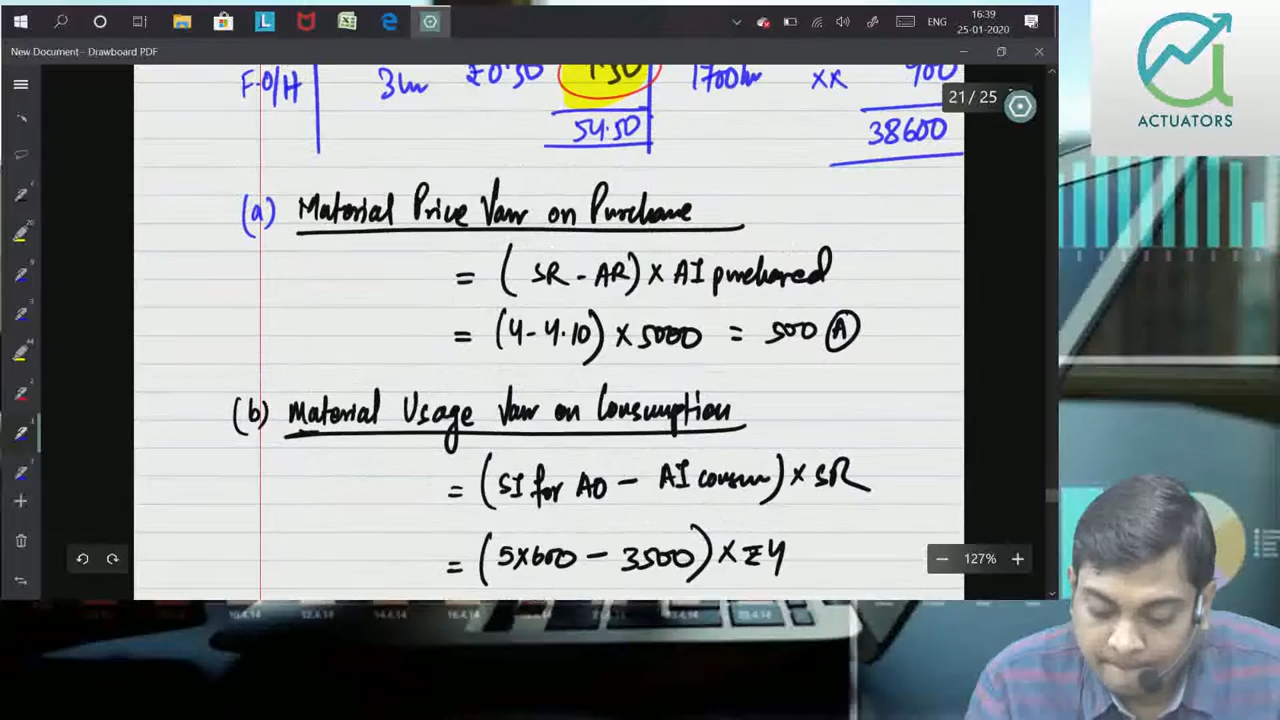 16:39
ENG
25-01-2020
New Document - Drawboard PDF
F.O/H 3hr ₹0.50 1.50 1700hr xx 900
21 / 25
54.50 38600
ACTUATORS
(a) Material Price Var on Purchase
= (SR - AR) × AI purchased
= (4 - 4.10) × 5000 = 500 (A)
(b) Material Usage Var on Consumption
= (SI for AO - AI consum) × SR
= (5×600 - 3500) × ₹4
127%